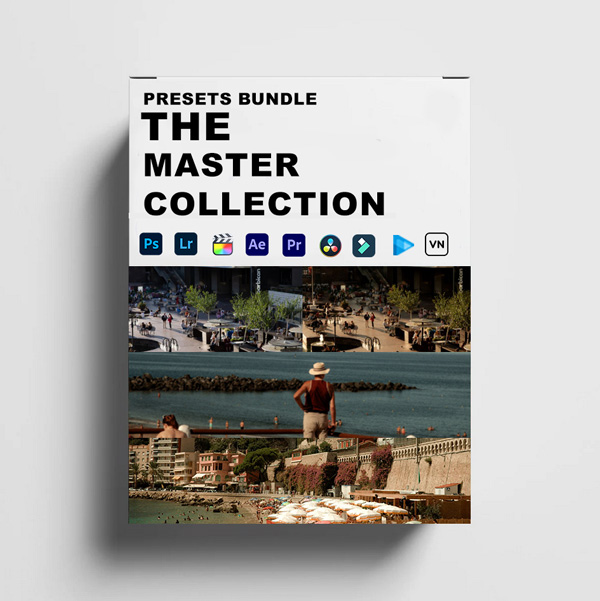 PRESETS BUNDLE
THE
MASTER
COLLECTION
Ps Lr Ae Pr VN